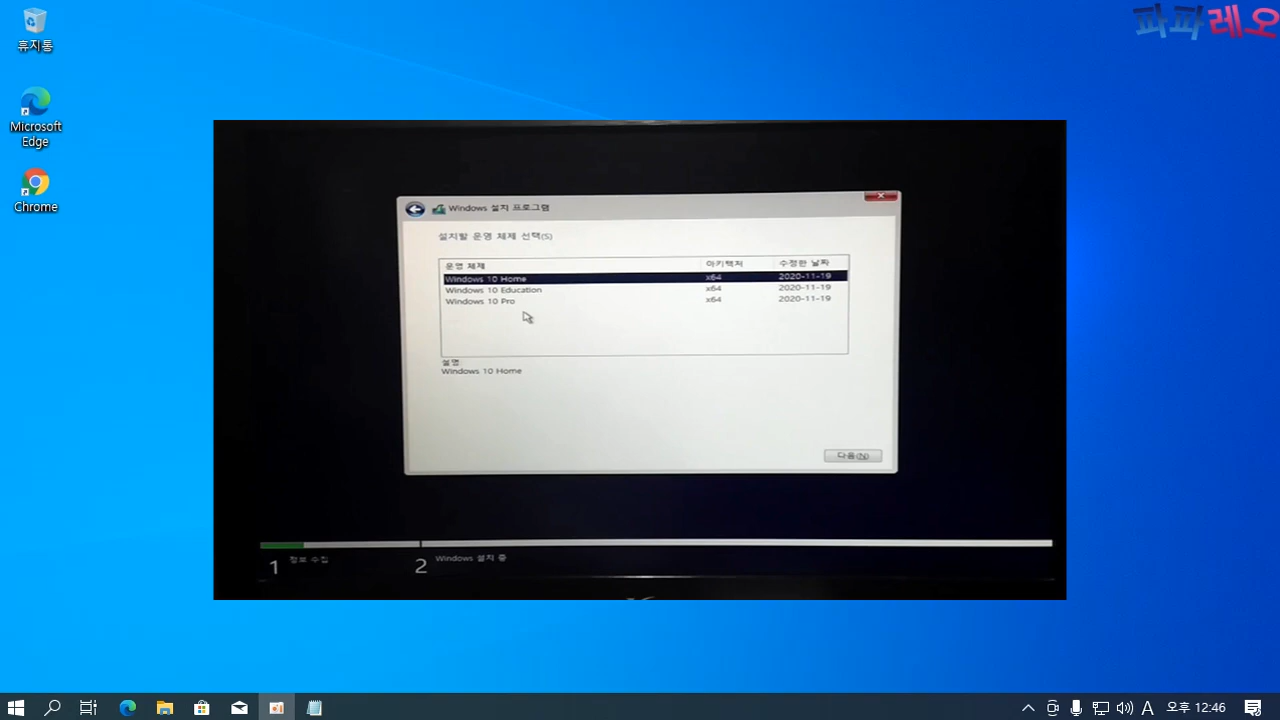 휴지통
Microsoft
Edge
Chrome
파파레오
Windows 설치 프로그램
설치할 운영 체제 선택(S)
운영 체제 아키텍처 수정한 날짜
Windows 10 Home x64 2020-11-19
Windows 10 Education x64 2020-11-19
Windows 10 Pro x64 2020-11-19
설명
Windows 10 Home
다음(N)
1 정보 수집
2 Windows 설치 중
A 오후 12:46